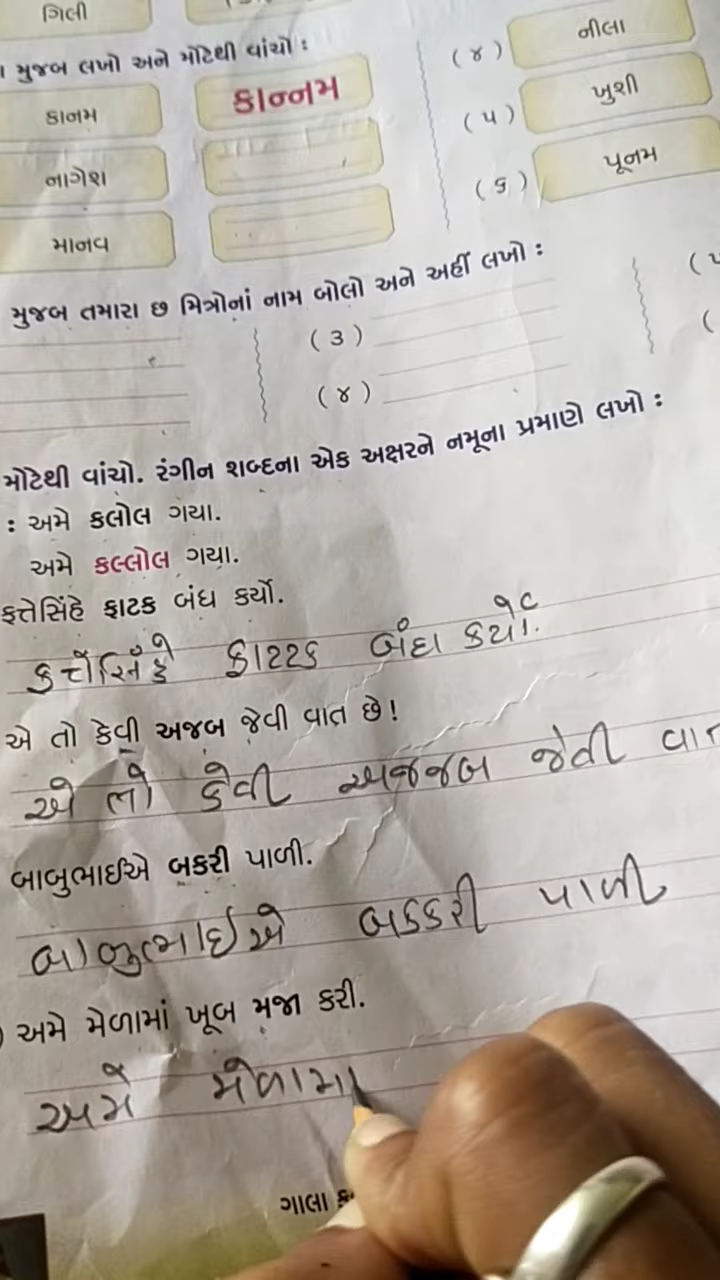 ગિલી
મુજબ લખો અને મોટેથી વાંચો :
કાનમ કાન્નમ
નાગેશ
માનવ
(૪) નીલા
(૫) ખુશી
(૬) પૂનમ
મુજબ તમારા છ મિત્રોનાં નામ બોલો અને અહીં લખો :
(૩)
(૪)
મોટેથી વાંચો. રંગીન શબ્દના એક અક્ષરને નમૂના પ્રમાણે લખો :
: અમે કલોલ ગયા.
અમે કલ્લોલ ગયા.
ફત્તેસિંહે ફાટક બંધ કર્યો.
ફાટ્ટક બંધ કર્યો.
એ તો કેવી અજબ જેવી વાત છે!
એ તો કેવી અજ્જબ જેવી વાત
બાબુભાઈએ બકરી પાળી.
બાબુભાઈએ બક્કરી પાળી
અમે મેળામાં ખૂબ મજા કરી.
અમે મેળામા
ગાલા